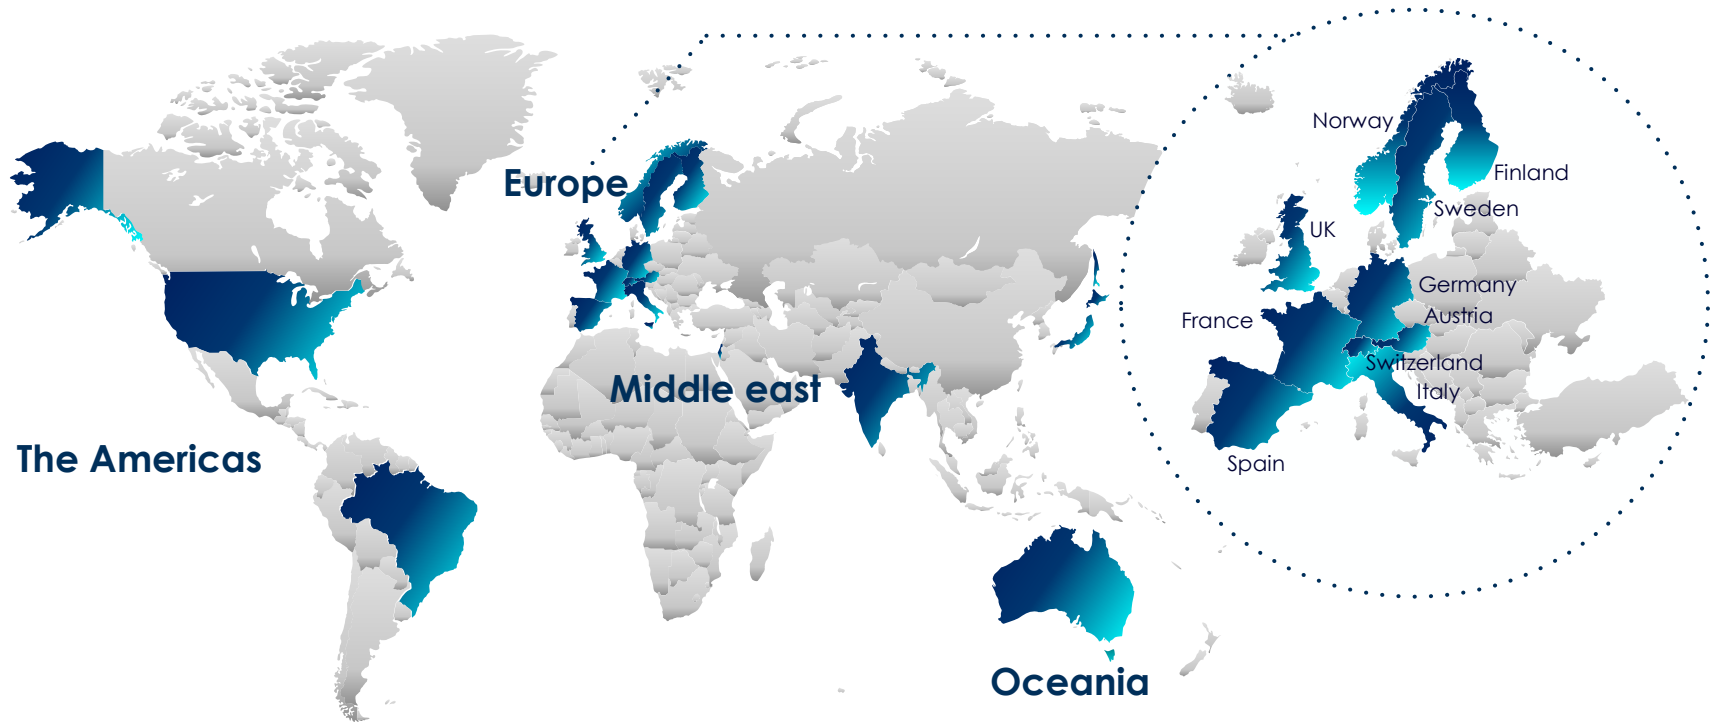 Europe
Middle east
The Americas
Oceania
Norway
Finland
Sweden
UK
Germany
Austria
France
Switzerland
Italy
Spain